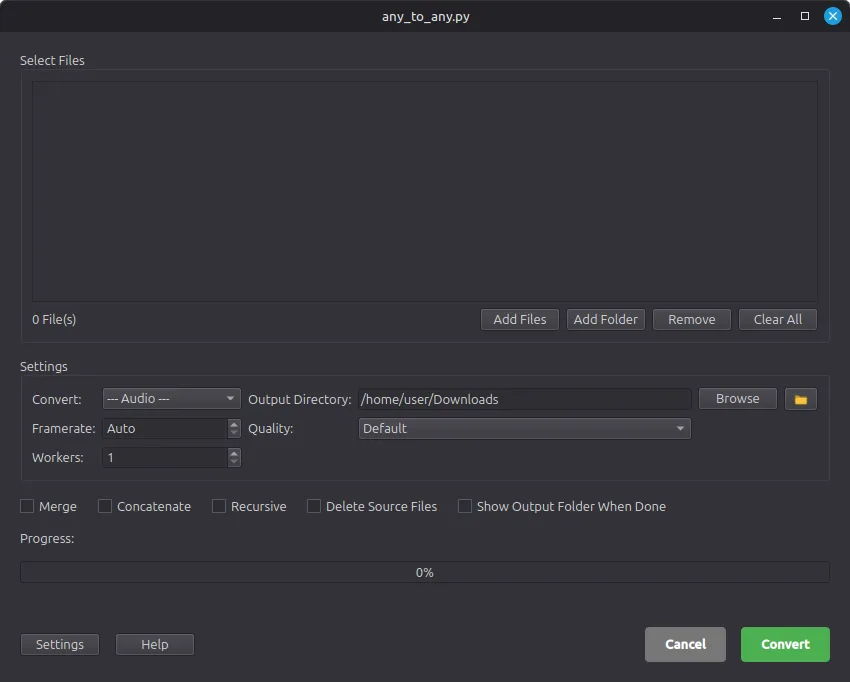 any_to_any.py
Select Files
0 File(s) Add Files Add Folder Remove Clear All
Settings
Convert: --- Audio --- Output Directory: /home/user/Downloads Browse
Framerate: Auto Quality: Default
Workers: 1
Merge Concatenate Recursive Delete Source Files Show Output Folder When Done
Progress:
0%
Settings Help Cancel Convert